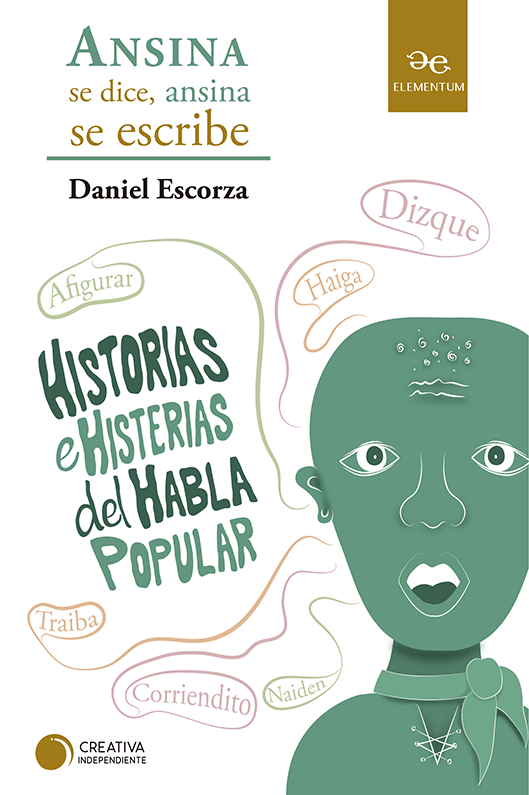 ANSINA
se dice, ansina
se escribe
Daniel Escorza
ELEMENTUM
Dizque
Afigurar
Haiga
HISTORIAS
e HISTERIAS
del HABLA
POPULAR
Traiba
Corriendito
Naiden
CREATIVA
INDEPENDIENTE